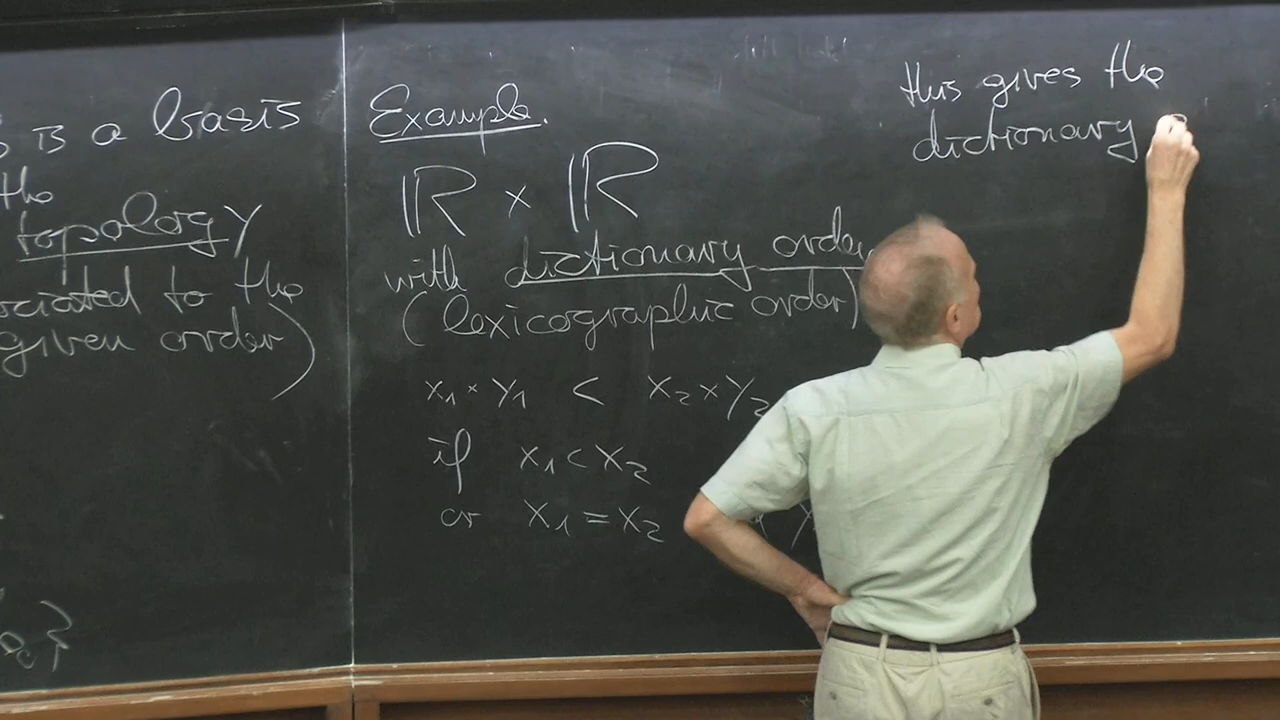 is a basis
the
topology
ociated to the
given order)
Example.
ℝ × ℝ
with dictionary order
(lexicographic order)
x₁ × y₁ < x₂ × y₂
if x₁ < x₂
or x₁ = x₂
this gives the
dictionary